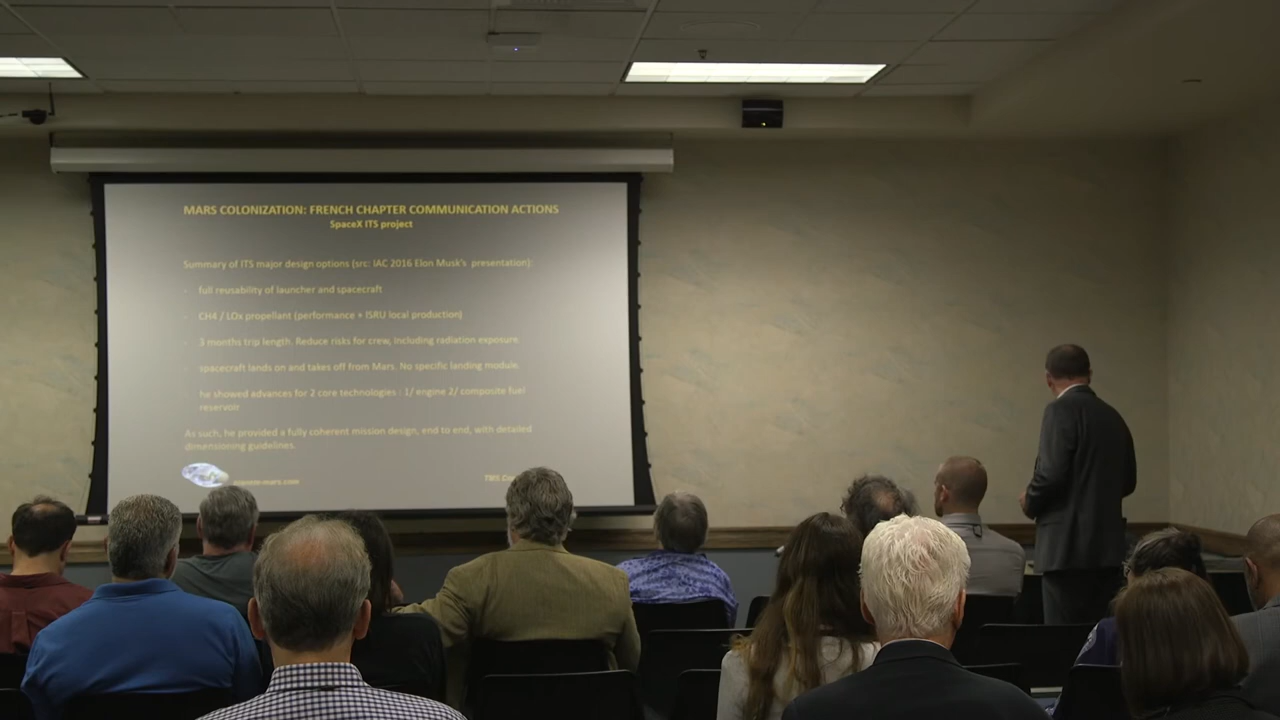 MARS COLONIZATION: FRENCH CHAPTER COMMUNICATION ACTIONS
SpaceX ITS project
Summary of ITS major design options (src: IAC 2016 Elon Musk's presentation):
- full reusability of launcher and spacecraft
- CH4 / LOx propellant (performance + ISRU local production)
- 3 months trip length. Reduce risks for crew, including radiation exposure.
- spacecraft lands on and takes off from Mars. No specific landing module.
- he showed advances for 2 core technologies : 1/ engine 2/ composite fuel
reservoir
As such, he provided a fully coherent mission design, end to end, with detailed
dimensioning guidelines.